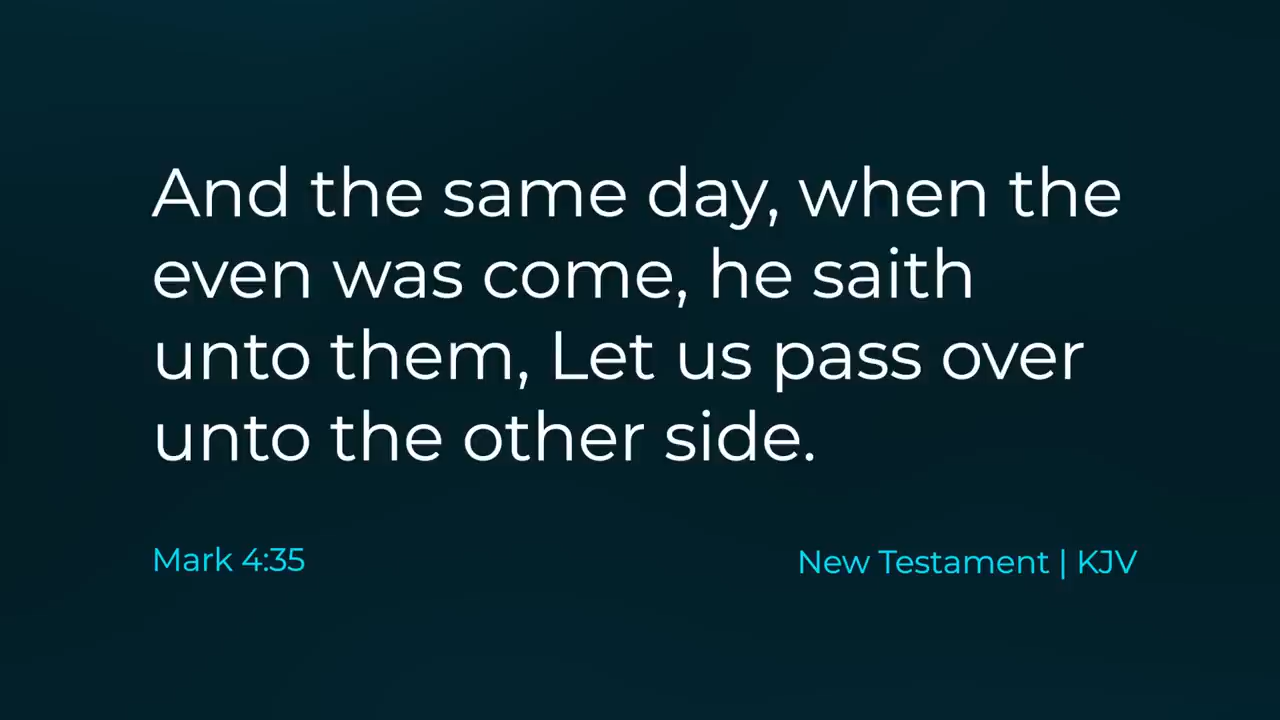 And the same day, when the
even was come, he saith
unto them, Let us pass over
unto the other side.
Mark 4:35
New Testament | KJV